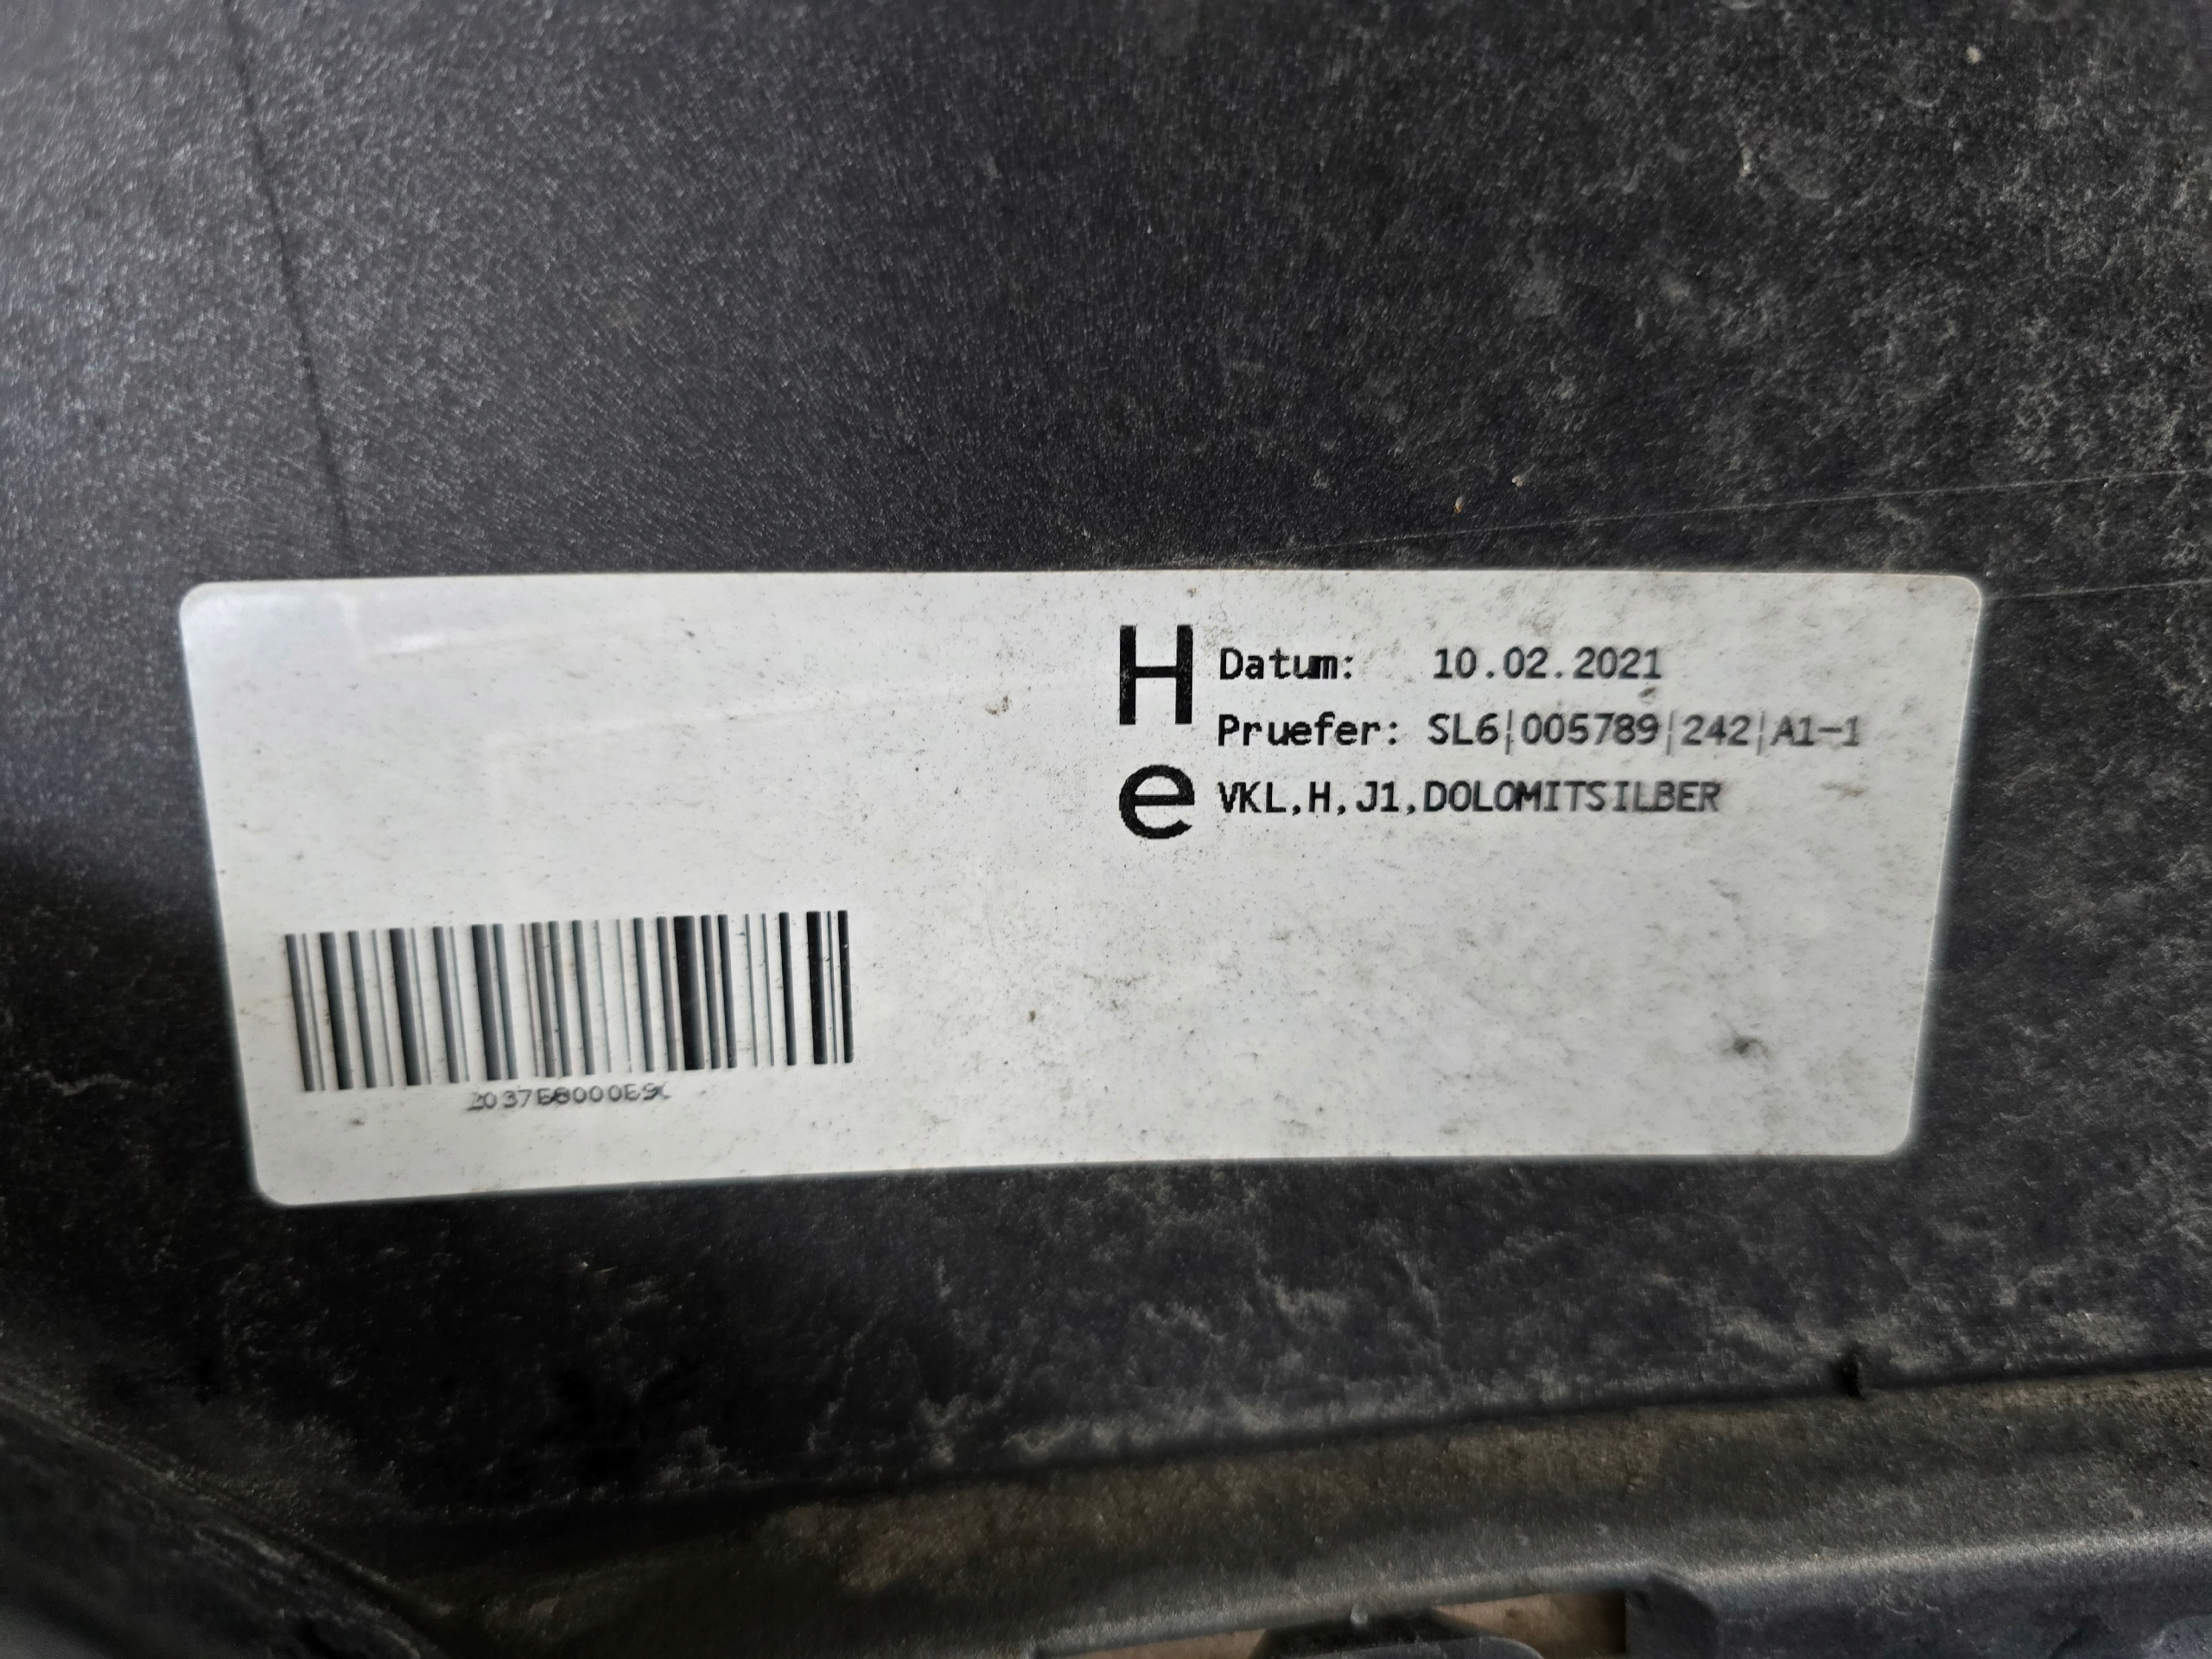 H
Datum: 10.02.2021
Pruefer: SL6|005789|242|A1-1
e
VKL,H,J1,DOLOMITSILBER